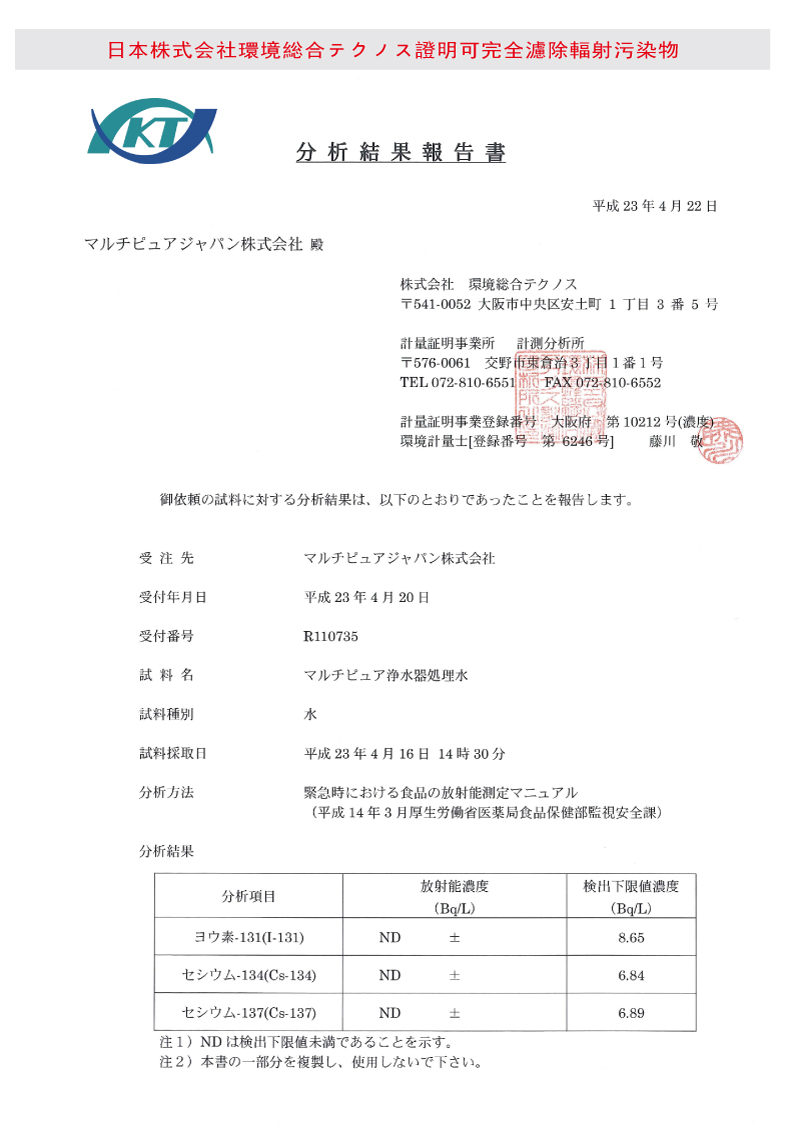 日本株式会社環境総合テクノス證明可完全濾除輻射污染物
KT
分析結果報告書
平成 23 年 4 月 22 日
マルチピュアジャパン株式会社 殿
株式会社 環境総合テクノス
〒541-0052 大阪市中央区安土町 1 丁目 3 番 5 号
計量証明事業所 計測分析所
〒576-0061 交野市東倉治3丁目1番1号
TEL 072-810-6551 FAX 072-810-6552
計量証明事業登録番号 大阪府 第 10212 号(濃度)
環境計量士[登録番号 第 6246 号] 藤川 敬
御依頼の試料に対する分析結果は、以下のとおりであったことを報告します。
受注先 マルチピュアジャパン株式会社
受付年月日 平成 23 年 4 月 20 日
受付番号 R110735
試料名 マルチピュア浄水器処理水
試料種別 水
試料採取日 平成 23 年 4 月 16 日 14 時 30 分
分析方法 緊急時における食品の放射能測定マニュアル
（平成 14 年 3 月厚生労働省医薬局食品保健部監視安全課）
分析結果
分析項目 放射能濃度 (Bq/L) 検出下限値濃度 (Bq/L)
ヨウ素-131(I-131) ND ± 8.65
セシウム-134(Cs-134) ND ± 6.84
セシウム-137(Cs-137) ND ± 6.89
注１）ND は検出下限値未満であることを示す。
注２）本書の一部分を複製し、使用しないで下さい。